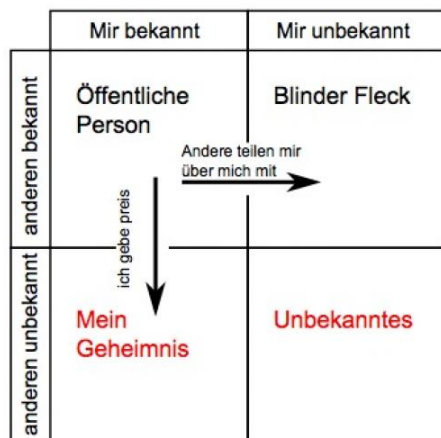 Mir bekannt
Mir unbekannt
anderen bekannt
Öffentliche
Person
Blinder Fleck
Andere teilen mir
über mich mit
ich gebe preis
anderen unbekannt
Mein
Geheimnis
Unbekanntes